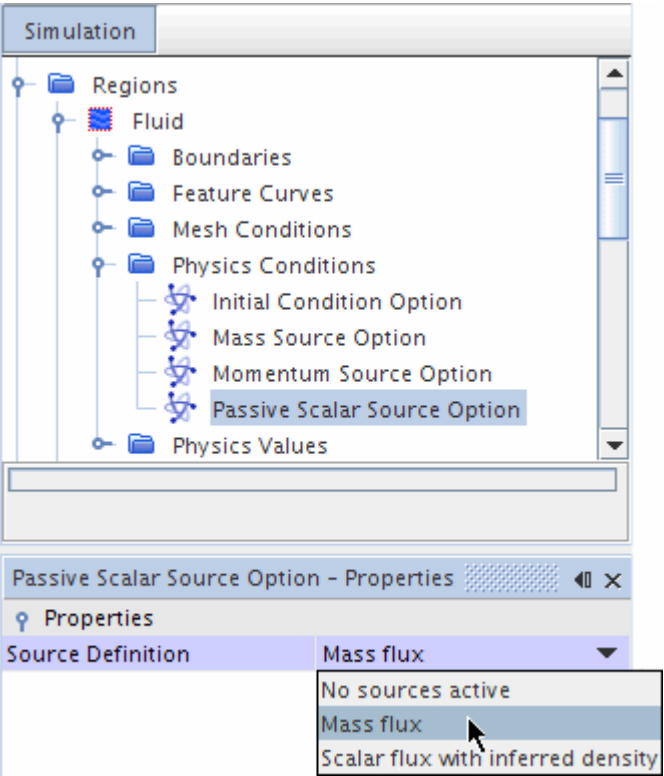 Simulation
Regions
Fluid
Boundaries
Feature Curves
Mesh Conditions
Physics Conditions
Initial Condition Option
Mass Source Option
Momentum Source Option
Passive Scalar Source Option
Physics Values
Passive Scalar Source Option - Properties
Properties
Source Definition Mass flux
No sources active
Mass flux
Scalar flux with inferred density